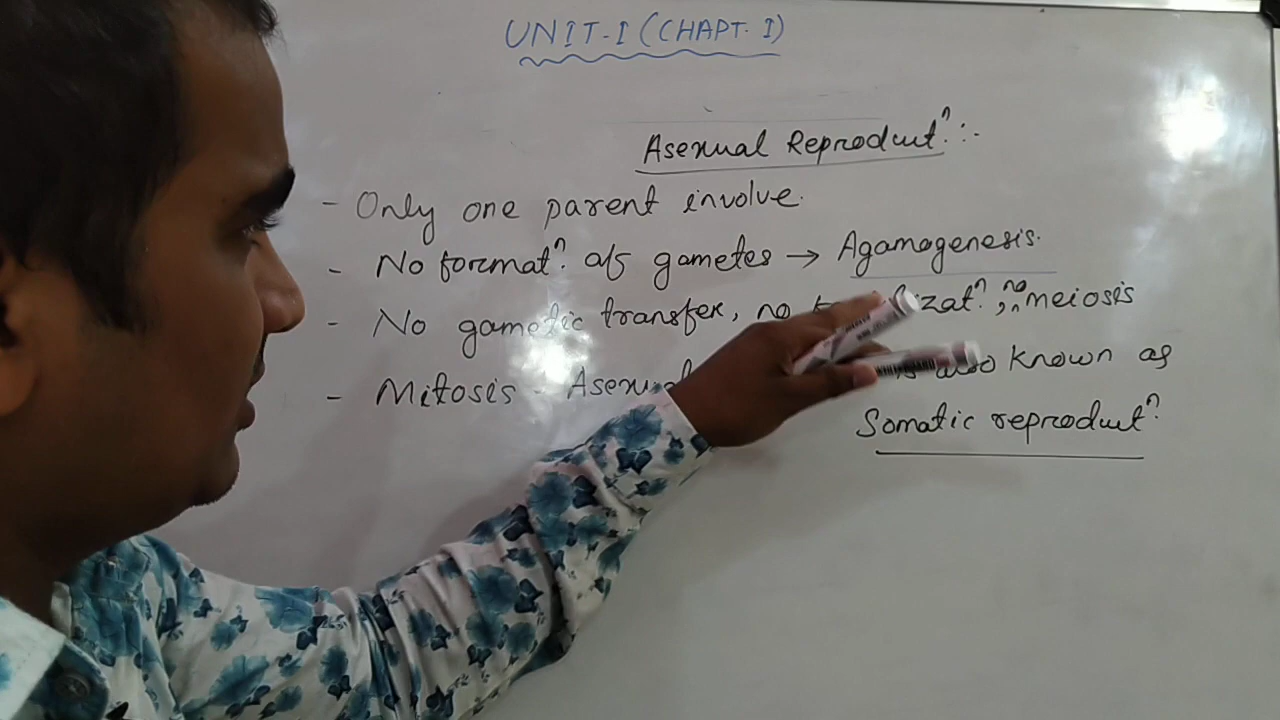 UNIT-I (CHAPT. I)
Asexual Reproductⁿ. :-
- Only one parent involve.
- No formatⁿ. of gametes → Agamogenesis.
- No gametic transfer, no zatⁿ., no meiosis
- Mitosis - Asexual also known as
Somatic reproductⁿ.